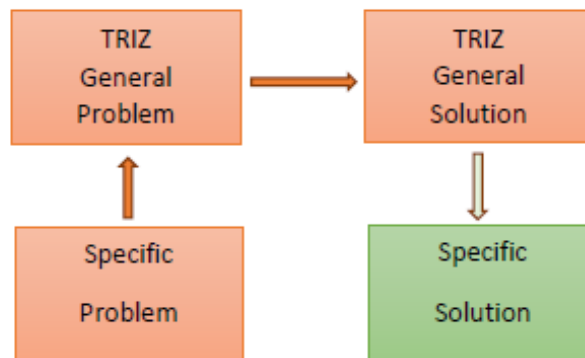 TRIZ
General
Problem
TRIZ
General
Solution
Specific
Problem
Specific
Solution